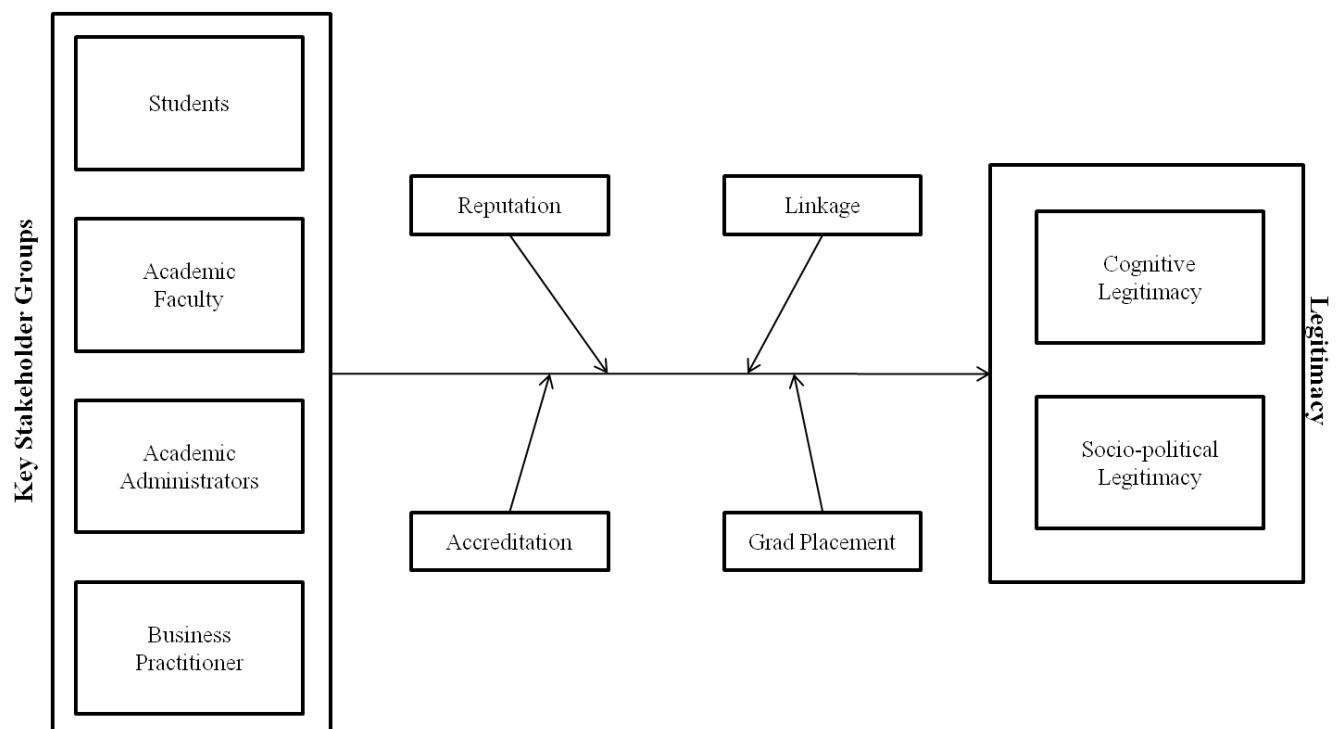 Key Stakeholder Groups
Students
Academic
Faculty
Academic
Administrators
Business
Practitioner
Reputation
Linkage
Accreditation
Grad Placement
Cognitive
Legitimacy
Socio-political
Legitimacy
Legitimacy